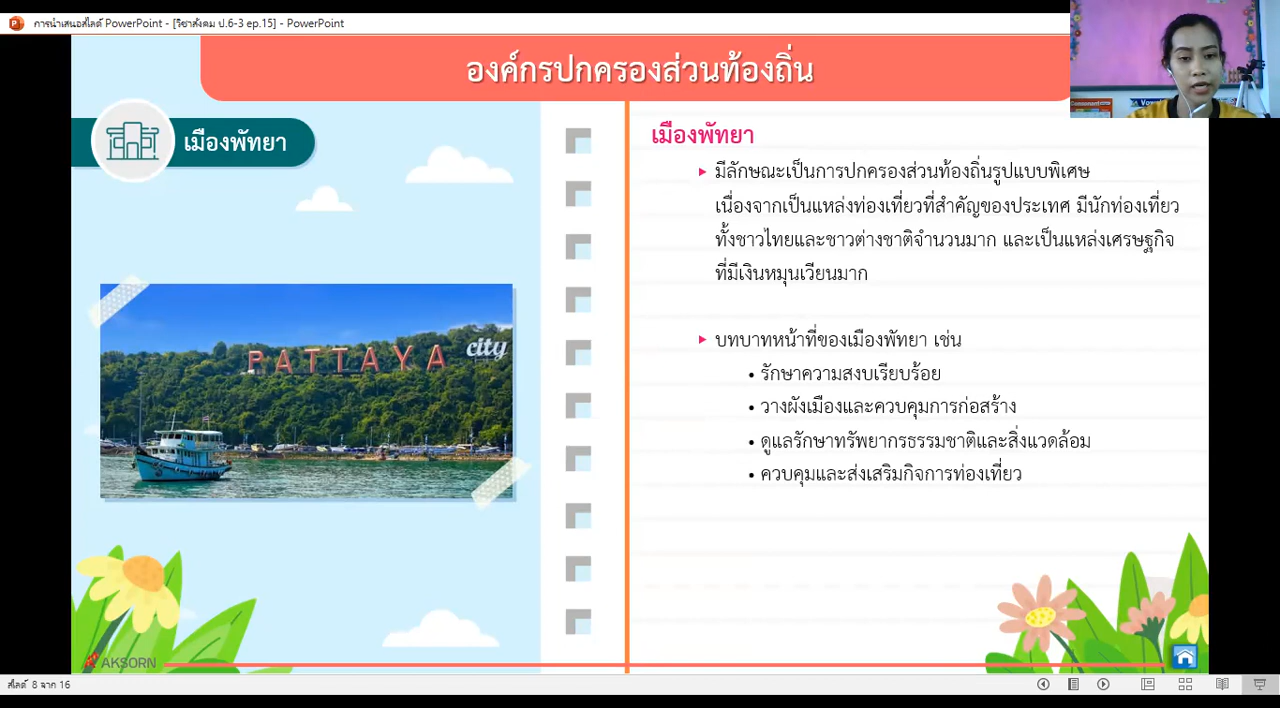 การนำเสนอสไลด์ PowerPoint - [วิชาสังคม ป.6-3 ep.15] - PowerPoint
องค์กรปกครองส่วนท้องถิ่น
เมืองพัทยา
PATTAYA city
เมืองพัทยา
มีลักษณะเป็นการปกครองส่วนท้องถิ่นรูปแบบพิเศษ
เนื่องจากเป็นแหล่งท่องเที่ยวที่สำคัญของประเทศ มีนักท่องเที่ยว
ทั้งชาวไทยและชาวต่างชาติจำนวนมาก และเป็นแหล่งเศรษฐกิจ
ที่มีเงินหมุนเวียนมาก
บทบาทหน้าที่ของเมืองพัทยา เช่น
• รักษาความสงบเรียบร้อย
• วางผังเมืองและควบคุมการก่อสร้าง
• ดูแลรักษาทรัพยากรธรรมชาติและสิ่งแวดล้อม
• ควบคุมและส่งเสริมกิจการท่องเที่ยว
AKSORN
สไลด์ 8 จาก 16